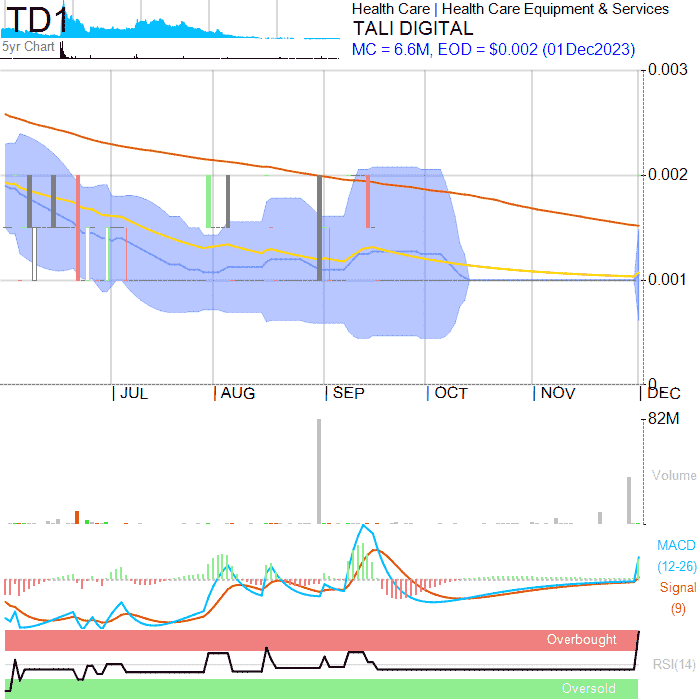 TD1
5yr Chart
Health Care | Health Care Equipment & Services
TALI DIGITAL
MC = 6.6M, EOD = $0.002 (01Dec2023)
0.003
0.002
0.001
0
JUL AUG SEP OCT NOV DEC
82M
Volume
MACD
(12-26)
Signal
(9)
Overbought
RSI(14)
Oversold